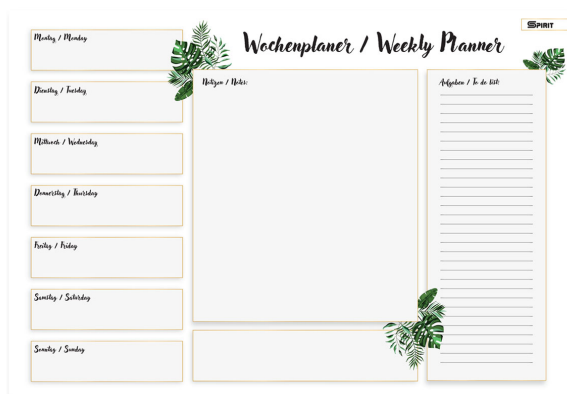 SPIRIT
Wochenplaner / Weekly Planner
Montag / Monday
Dienstag / Tuesday
Mittwoch / Wednesday
Donnerstag / Thursday
Freitag / Friday
Samstag / Saturday
Sonntag / Sunday
Notizen / Notes:
Aufgaben / To do list: